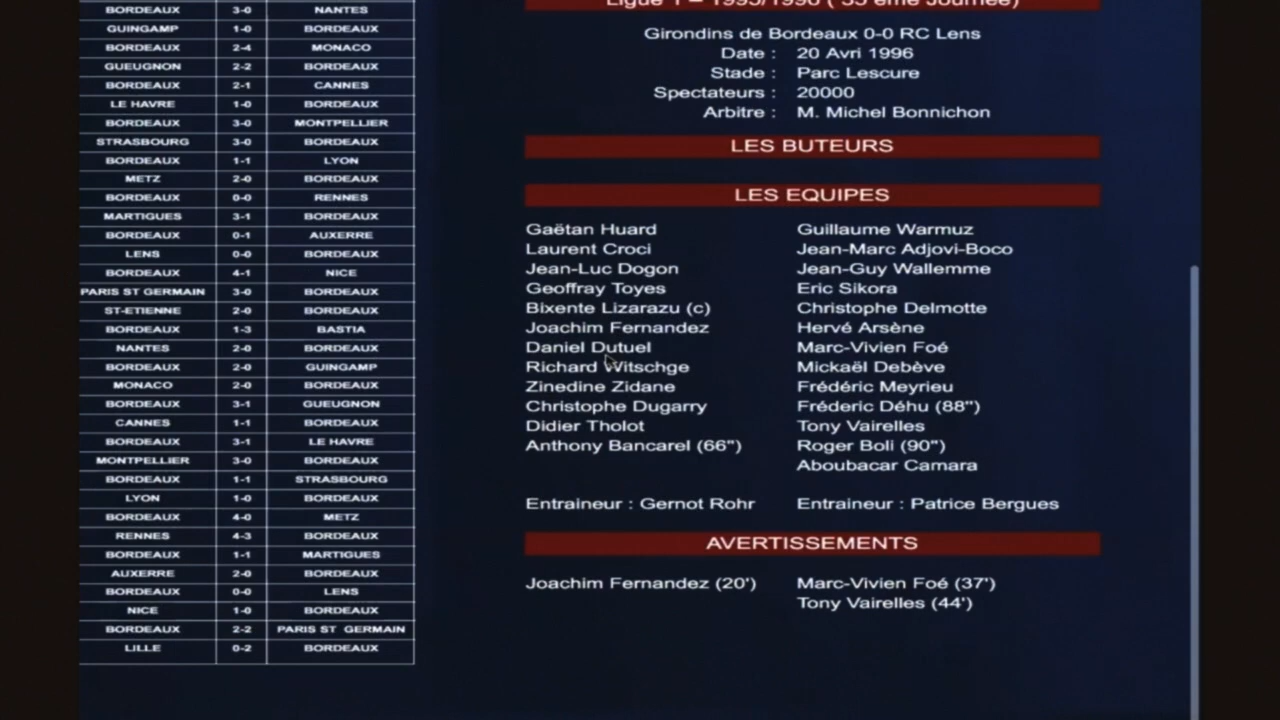 BORDEAUX 3-0 NANTES
GUINGAMP 1-0 BORDEAUX
BORDEAUX 2-4 MONACO
GUEUGNON 2-2 BORDEAUX
BORDEAUX 2-1 CANNES
LE HAVRE 1-0 BORDEAUX
BORDEAUX 3-0 MONTPELLIER
STRASBOURG 3-0 BORDEAUX
BORDEAUX 1-1 LYON
METZ 2-0 BORDEAUX
BORDEAUX 0-0 RENNES
MARTIGUES 3-1 BORDEAUX
BORDEAUX 0-1 AUXERRE
LENS 0-0 BORDEAUX
BORDEAUX 4-1 NICE
PARIS ST GERMAIN 3-0 BORDEAUX
ST-ETIENNE 2-0 BORDEAUX
BORDEAUX 1-3 BASTIA
NANTES 2-0 BORDEAUX
BORDEAUX 2-0 GUINGAMP
MONACO 2-0 BORDEAUX
BORDEAUX 3-1 GUEUGNON
CANNES 1-1 BORDEAUX
BORDEAUX 3-1 LE HAVRE
MONTPELLIER 3-0 BORDEAUX
BORDEAUX 1-1 STRASBOURG
LYON 1-0 BORDEAUX
BORDEAUX 4-0 METZ
RENNES 4-3 BORDEAUX
BORDEAUX 1-1 MARTIGUES
AUXERRE 2-0 BORDEAUX
BORDEAUX 0-0 LENS
NICE 1-0 BORDEAUX
BORDEAUX 2-2 PARIS ST GERMAIN
LILLE 0-2 BORDEAUX
Ligue 1 – 1995/1996 ( 35 ème Journée)
Girondins de Bordeaux 0-0 RC Lens
Date : 20 Avri 1996
Stade : Parc Lescure
Spectateurs : 20000
Arbitre : M. Michel Bonnichon
LES BUTEURS
LES EQUIPES
Gaëtan Huard Guillaume Warmuz
Laurent Croci Jean-Marc Adjovi-Boco
Jean-Luc Dogon Jean-Guy Wallemme
Geoffray Toyes Eric Sikora
Bixente Lizarazu (c) Christophe Delmotte
Joachim Fernandez Hervé Arsène
Daniel Dutuel Marc-Vivien Foé
Richard Witschge Mickaël Debève
Zinedine Zidane Frédéric Meyrieu
Christophe Dugarry Fréderic Déhu (88")
Didier Tholot Tony Vairelles
Anthony Bancarel (66") Roger Boli (90")
Aboubacar Camara
Entraineur : Gernot Rohr Entraineur : Patrice Bergues
AVERTISSEMENTS
Joachim Fernandez (20') Marc-Vivien Foé (37')
Tony Vairelles (44')